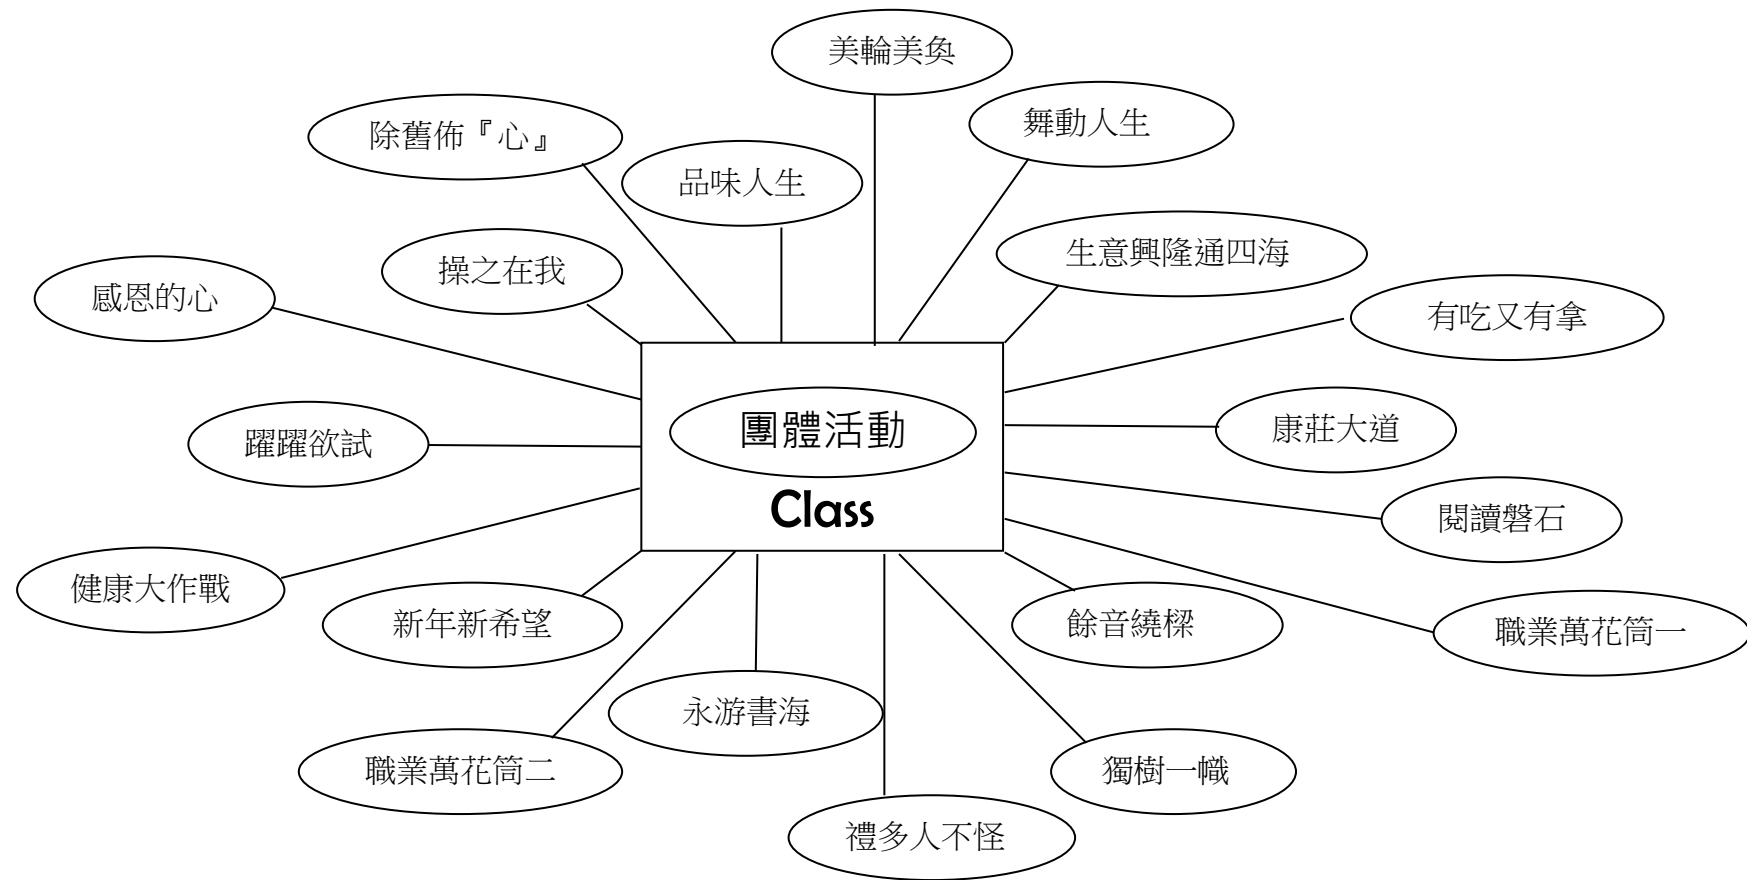 美輪美奐
舞動人生
除舊佈『心』
品味人生
生意興隆通四海
操之在我
感恩的心
有吃又有拿
團體活動
康莊大道
躍躍欲試
Class
閱讀磐石
健康大作戰
新年新希望
餘音繞樑
職業萬花筒一
永游書海
職業萬花筒二
獨樹一幟
禮多人不怪